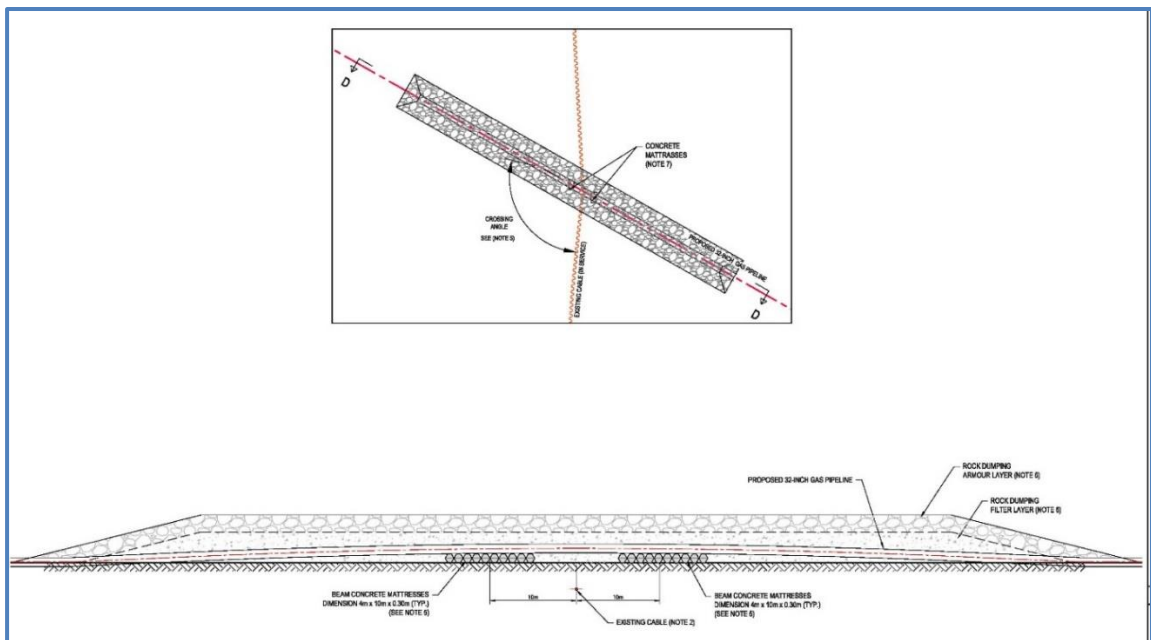 D
CONCRETE
MATTRASSES
(NOTE 7)
CROSSING
ANGLE
SEE (NOTE 5)
EXISTING CABLE (IN SERVICE)
PROPOSED 32-INCH GAS PIPELINE
D
ROCK DUMPING
ARMOUR LAYER (NOTE 6)
PROPOSED 32-INCH GAS PIPELINE
ROCK DUMPING
FILTER LAYER (NOTE 6)
BEAM CONCRETE MATTRESSES
DIMENSION 4m x 10m x 0.30m (TYP.)
(SEE NOTE 5)
10m
10m
BEAM CONCRETE MATTRESSES
DIMENSION 4m x 10m x 0.30m (TYP.)
(SEE NOTE 5)
EXISTING CABLE (NOTE 2)